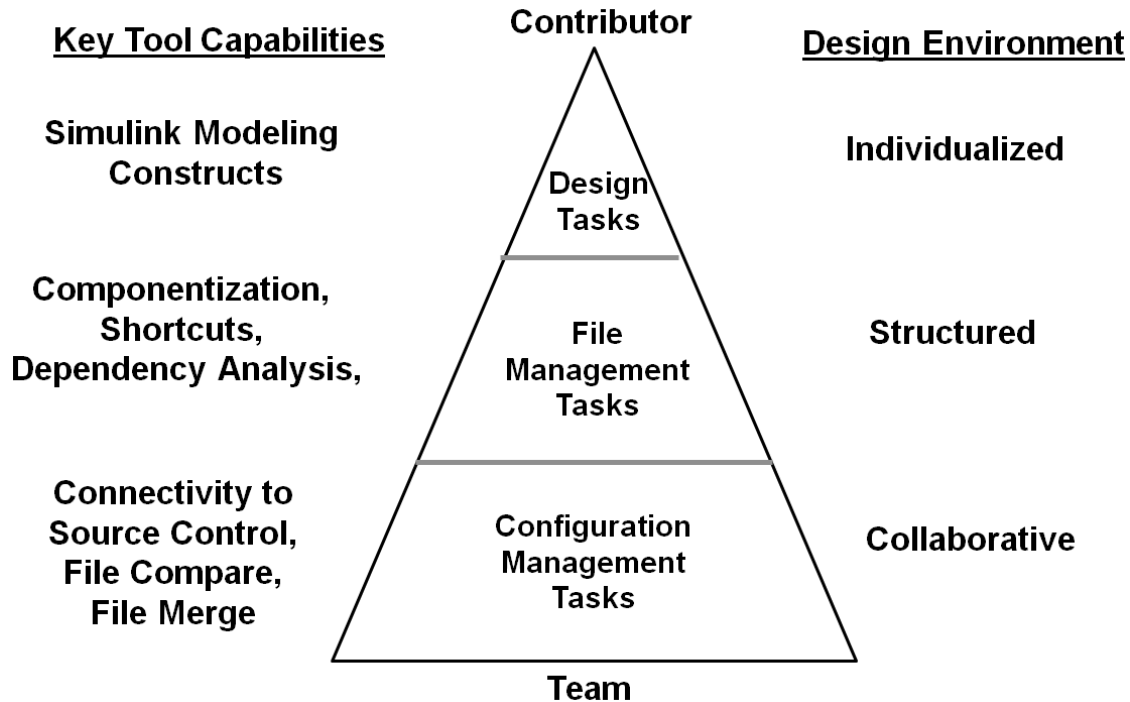 Contributor
Key Tool Capabilities
Design Environment
Simulink Modeling
Constructs
Design
Tasks
Individualized
Componentization,
Shortcuts,
Dependency Analysis,
File
Management
Tasks
Structured
Connectivity to
Source Control,
File Compare,
File Merge
Configuration
Management
Tasks
Collaborative
Team